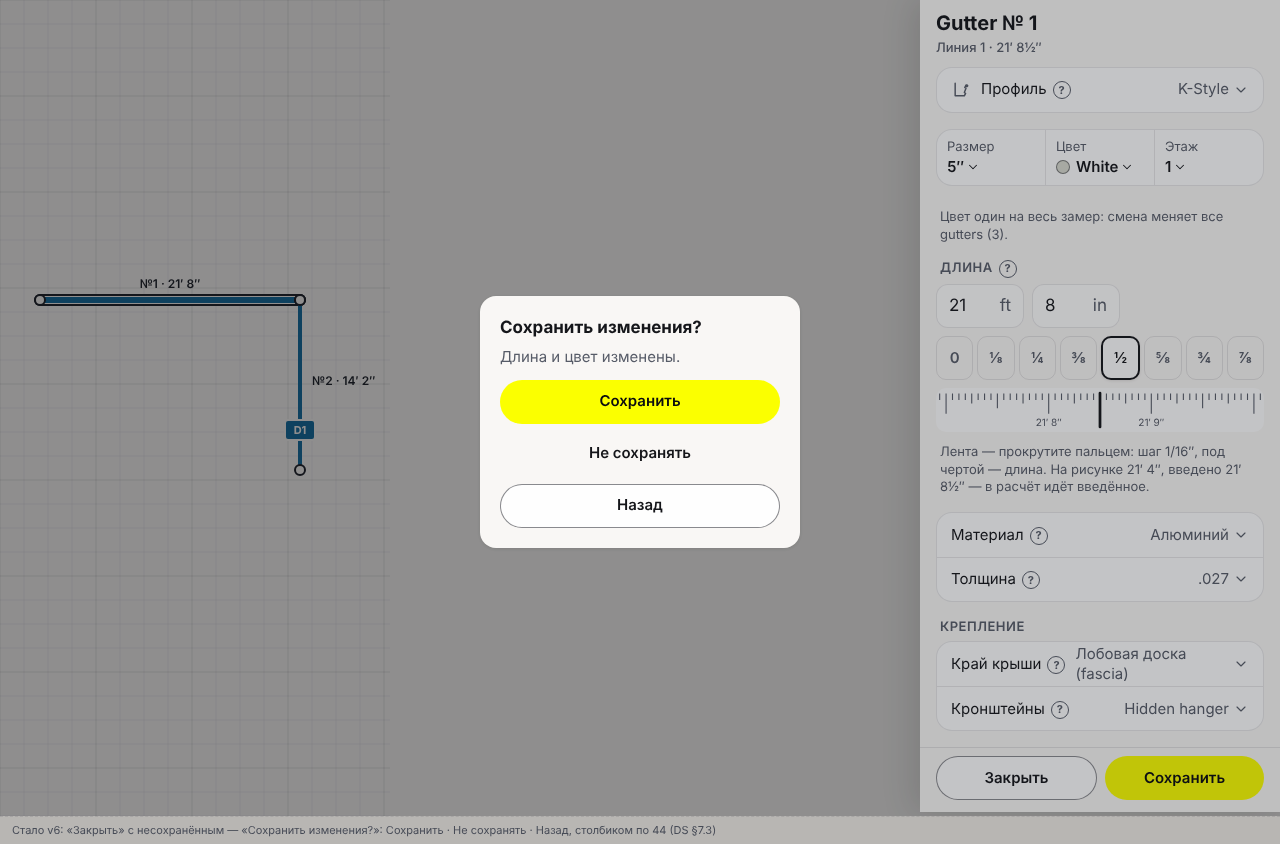 Gutter № 1
Линия 1 · 21′ 8½″
Профиль ?
K-Style
Размер
5″
Цвет
White
Этаж
1
Цвет один на весь замер: смена меняет все
gutters (3).
ДЛИНА ?
21 ft
8 in
0 ⅛ ¼ ⅜ ½ ⅝ ¾ ⅞
21′ 8″ 21′ 9″
Лента — прокрутите пальцем: шаг 1/16″, под
чертой — длина. На рисунке 21′ 4″, введено 21′
8½″ — в расчёт идёт введённое.
Материал ? Алюминий
Толщина ? .027
КРЕПЛЕНИЕ
Край крыши ? Лобовая доска
(fascia)
Кронштейны ? Hidden hanger
Закрыть
Сохранить
№1 · 21′ 8″
№2 · 14′ 2″
D1
Сохранить изменения?
Длина и цвет изменены.
Сохранить
Не сохранять
Назад
Стало v6: «Закрыть» с несохранённым — «Сохранить изменения?»: Сохранить · Не сохранять · Назад, столбиком по 44 (DS §7.3)